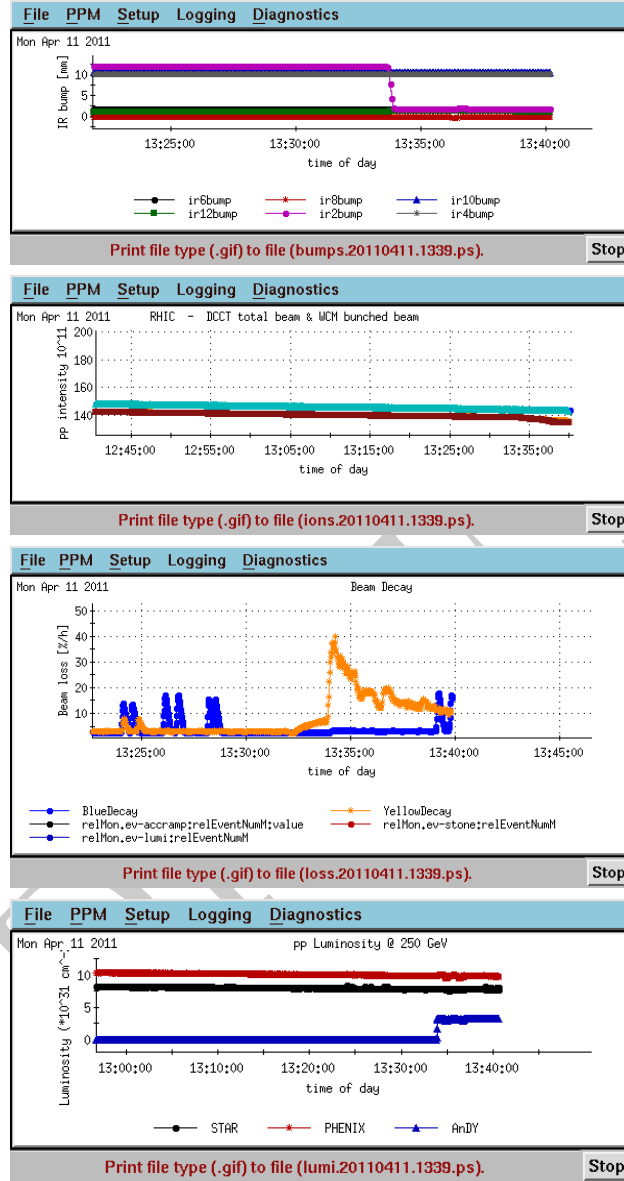 File PPM Setup Logging Diagnostics
Mon Apr 11 2011
IR bump [mm]
10
5
0
13:25:00 13:30:00 13:35:00 13:40:00
time of day
ir6bump ir8bump ir10bump
ir12bump ir2bump ir4bump
Print file type (.gif) to file (bumps.20110411.1339.ps). Stop
File PPM Setup Logging Diagnostics
Mon Apr 11 2011 RHIC - DCCT total beam & WCM bunched beam
pp intensity 10^11
200
180
160
140
12:45:00 12:55:00 13:05:00 13:15:00 13:25:00 13:35:00
time of day
Print file type (.gif) to file (ions.20110411.1339.ps). Stop
File PPM Setup Logging Diagnostics
Mon Apr 11 2011 Beam Decay
Beam loss [%/h]
50
40
30
20
10
13:25:00 13:30:00 13:35:00 13:40:00 13:45:00
time of day
BlueDecay YellowDecay
relMon.ev-accramp:relEventNumM:value relMon.ev-stone:relEventNumM
relMon.ev-lumi:relEventNumM
Print file type (.gif) to file (loss.20110411.1339.ps). Stop
File PPM Setup Logging Diagnostics
Mon Apr 11 2011 pp Luminosity @ 250 GeV
Luminosity (*10^31 cm^-
10
5
0
13:00:00 13:10:00 13:20:00 13:30:00 13:40:00
time of day
STAR PHENIX AnDY
Print file type (.gif) to file (lumi.20110411.1339.ps). Stop